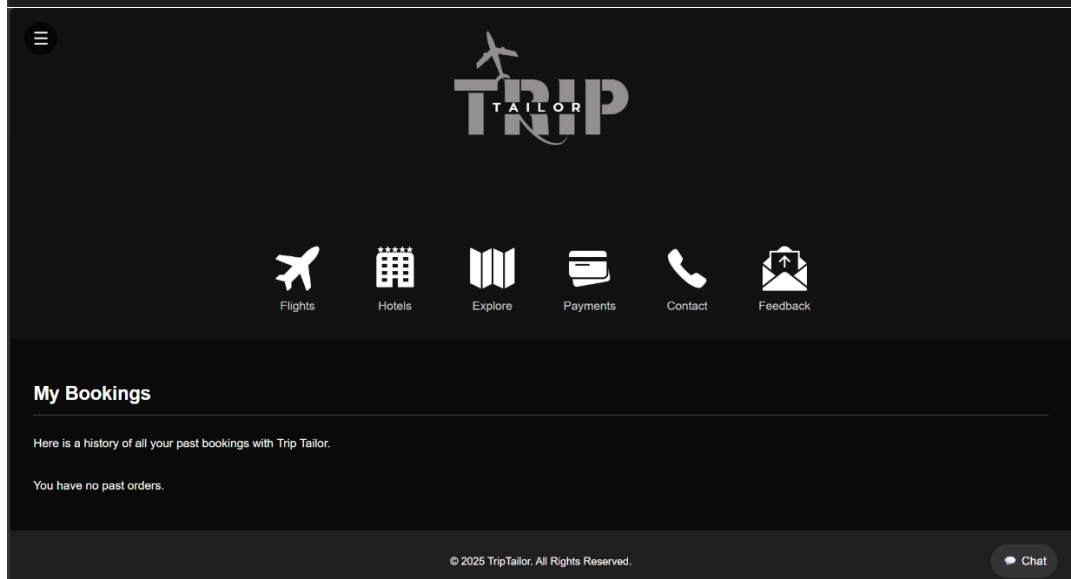 TRIP
TAILOR
Flights
Hotels
Explore
Payments
Contact
Feedback
My Bookings
Here is a history of all your past bookings with Trip Tailor.
You have no past orders.
© 2025 TripTailor. All Rights Reserved.
Chat